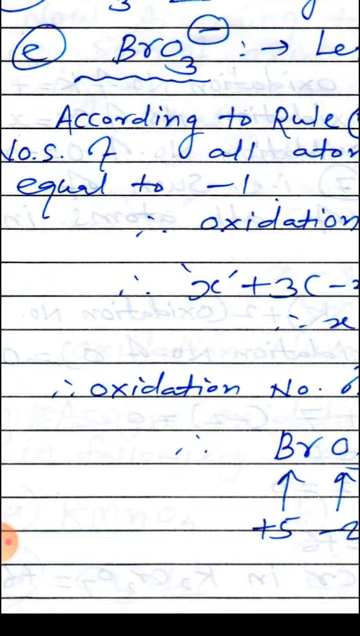 (e) BrO₃⁻ :→ Le
According to Rule (
No.s. of all ator
equal to -1
∴ oxidation
∴ 'x' + 3(-2
∴ x
∴ oxidation No. o
∴ BrO
↑ ↑
+5 -2